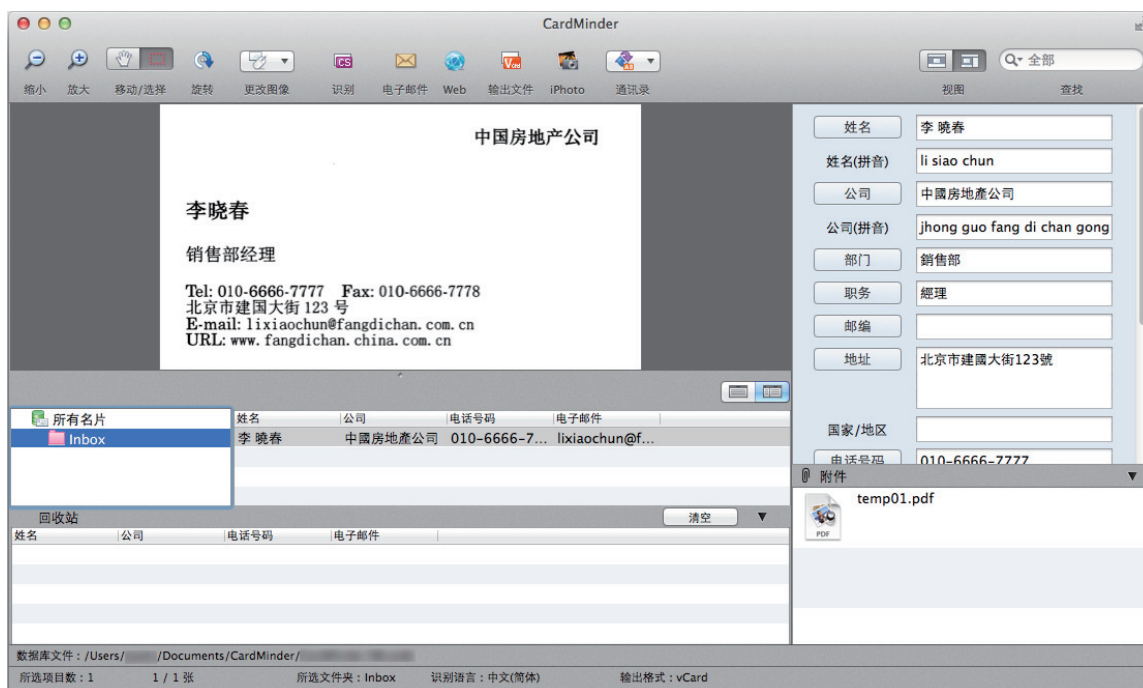 CardMinder
缩小 放大 移动/选择 旋转 更改图像 识别 电子邮件 Web 输出文件 iPhoto 通讯录 视图 查找
CS
Vcard
全部
中国房地产公司
李晓春
销售部经理
Tel: 010-6666-7777 Fax: 010-6666-7778
北京市建国大街 123 号
E-mail: lixiaochun@fangdichan.com.cn
URL: www.fangdichan.china.com.cn
姓名 李 曉春
姓名(拼音) li siao chun
公司 中國房地產公司
公司(拼音) jhong guo fang di chan gong
部门 銷售部
职务 經理
邮编
地址 北京市建國大街123號
国家/地区
电话号码 010-6666-7777
所有名片
Inbox
姓名 公司 电话号码 电子邮件
李 曉春 中國房地產公司 010-6666-7... lixiaochun@f...
回收站 清空
姓名 公司 电话号码 电子邮件
附件
temp01.pdf
PDF
数据库文件：/Users/ /Documents/CardMinder/
所选项目数：1 1 / 1 张 所选文件夹：Inbox 识别语言：中文(简体) 输出格式：vCard